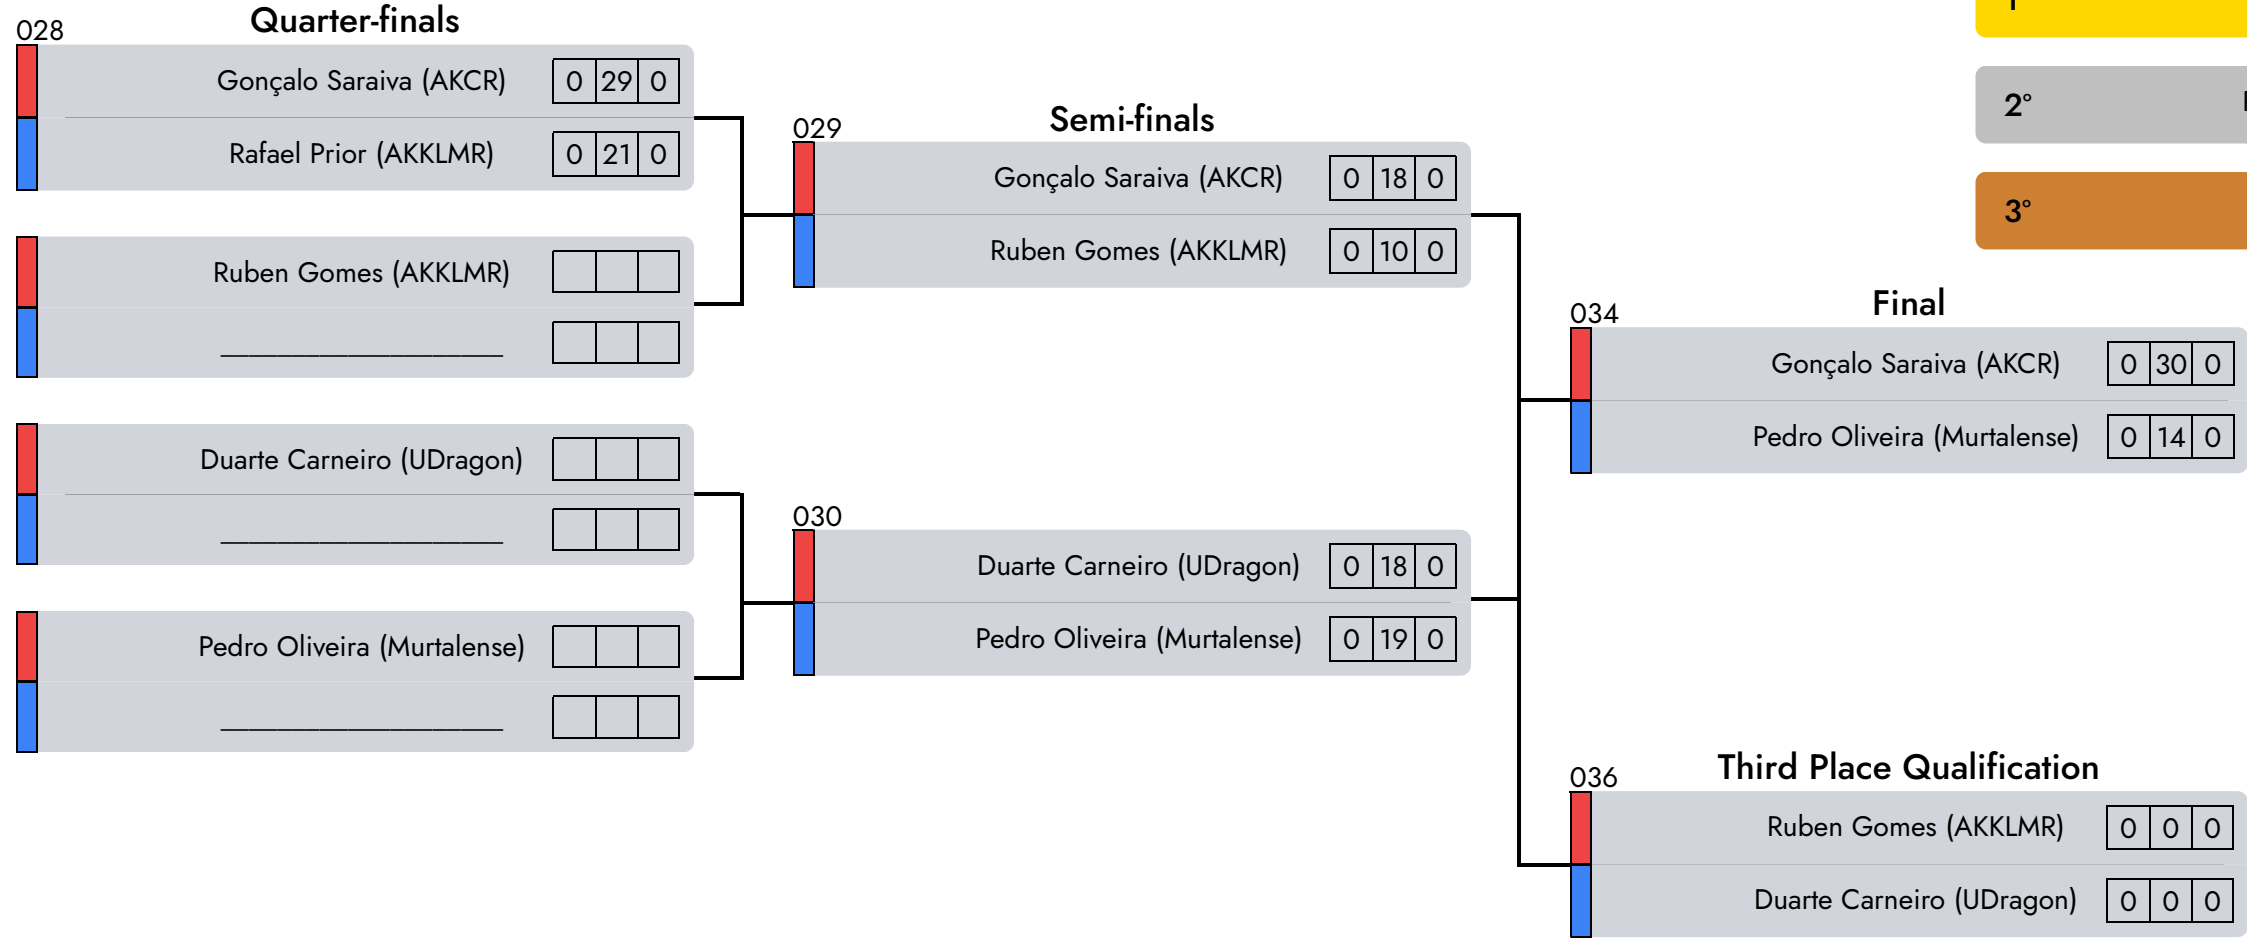 Quarter-finals
028
Gonçalo Saraiva (AKCR) 0 29 0
Rafael Prior (AKKLMR) 0 21 0
Ruben Gomes (AKKLMR)
____________________
Duarte Carneiro (UDragon)
____________________
Pedro Oliveira (Murtalense)
____________________
Semi-finals
029
Gonçalo Saraiva (AKCR) 0 18 0
Ruben Gomes (AKKLMR) 0 10 0
030
Duarte Carneiro (UDragon) 0 18 0
Pedro Oliveira (Murtalense) 0 19 0
2°
3°
Final
034
Gonçalo Saraiva (AKCR) 0 30 0
Pedro Oliveira (Murtalense) 0 14 0
Third Place Qualification
036
Ruben Gomes (AKKLMR) 0 0 0
Duarte Carneiro (UDragon) 0 0 0